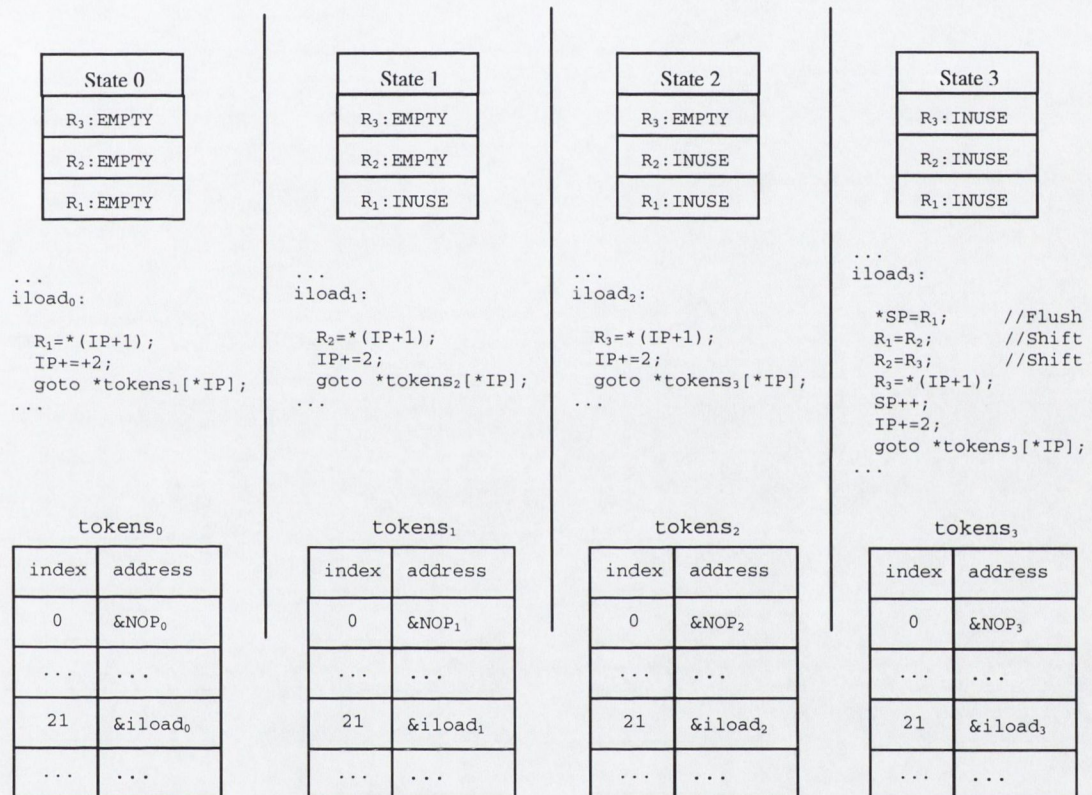 State 0
R₃:EMPTY
R₂:EMPTY
R₁:EMPTY
...
iload₀:
R₁=*(IP+1);
IP+=+2;
goto *tokens₁[*IP];
...
tokens₀
index address
0 &NOP₀
... ...
21 &iload₀
... ...
State 1
R₃:EMPTY
R₂:EMPTY
R₁:INUSE
...
iload₁:
R₂=*(IP+1);
IP+=2;
goto *tokens₂[*IP];
...
tokens₁
index address
0 &NOP₁
... ...
21 &iload₁
... ...
State 2
R₃:EMPTY
R₂:INUSE
R₁:INUSE
...
iload₂:
R₃=*(IP+1);
IP+=2;
goto *tokens₃[*IP];
...
tokens₂
index address
0 &NOP₂
... ...
21 &iload₂
... ...
State 3
R₃:INUSE
R₂:INUSE
R₁:INUSE
...
iload₃:
*SP=R₁; //Flush
R₁=R₂; //Shift
R₂=R₃; //Shift
R₃=*(IP+1);
SP++;
IP+=2;
goto *tokens₃[*IP];
...
tokens₃
index address
0 &NOP₃
... ...
21 &iload₃
... ...